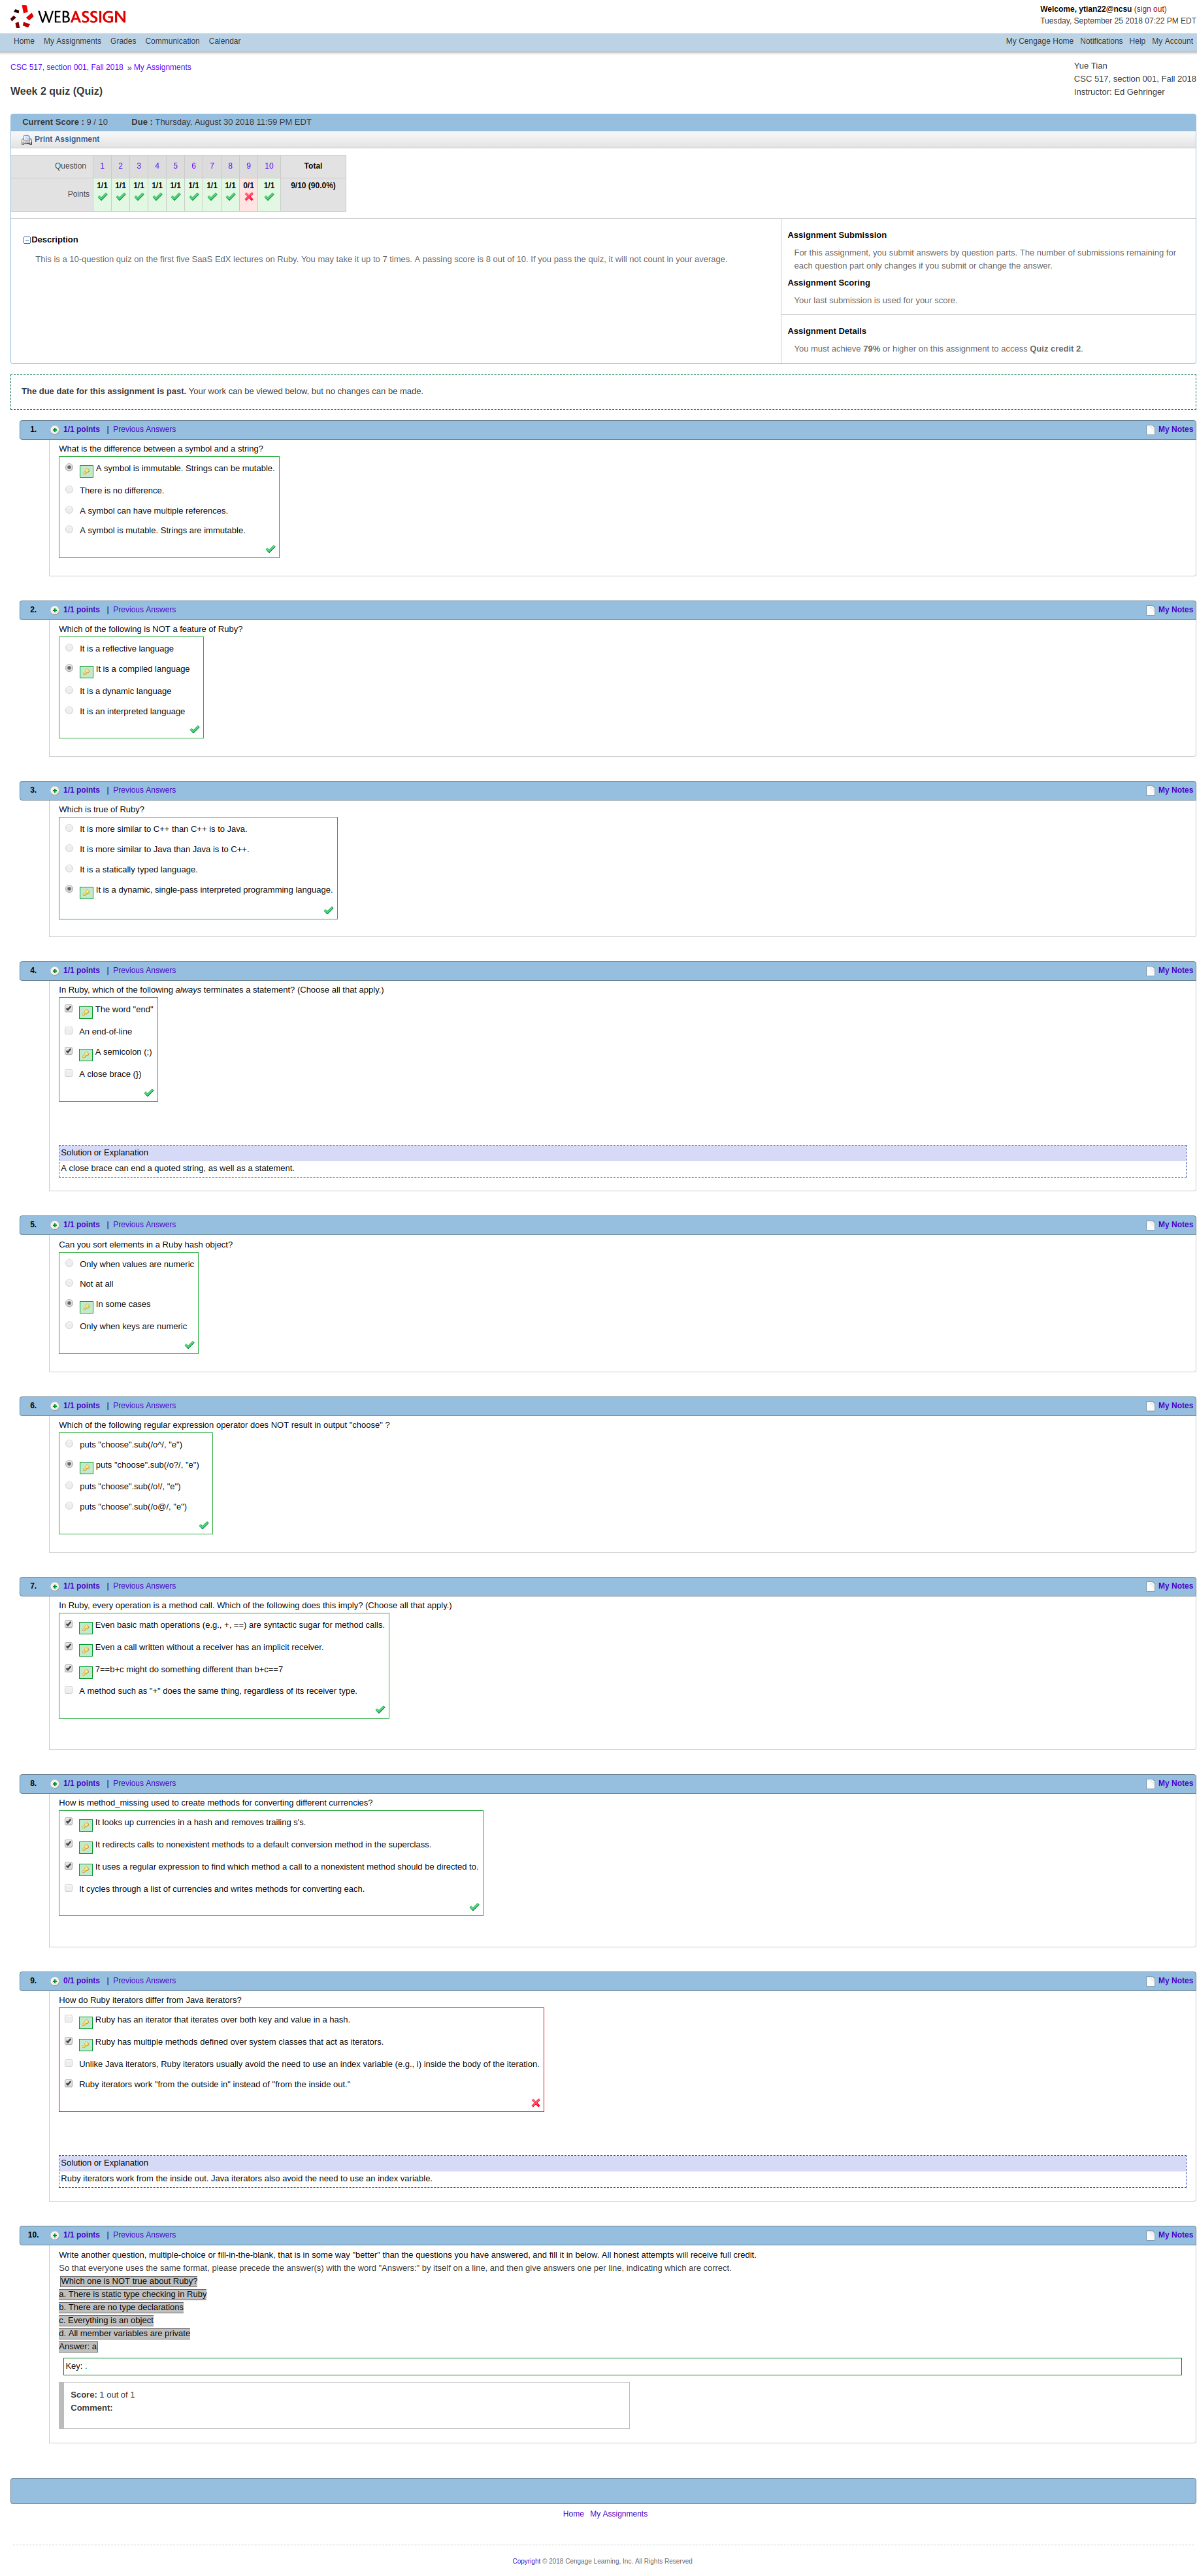 WEBASSIGN
Welcome, ytian22@ncsu (sign out)
Tuesday, September 25 2018 07:22 PM EDT
Home My Assignments Grades Communication Calendar
My Cengage Home Notifications Help My Account
CSC 517, section 001, Fall 2018 » My Assignments
Yue Tian
CSC 517, section 001, Fall 2018
Instructor: Ed Gehringer
Week 2 quiz (Quiz)
Current Score : 9 / 10 Due : Thursday, August 30 2018 11:59 PM EDT
Print Assignment
Question 1 2 3 4 5 6 7 8 9 10 Total
Points 1/1 1/1 1/1 1/1 1/1 1/1 1/1 1/1 0/1 1/1 9/10 (90.0%)
Description
This is a 10-question quiz on the first five SaaS EdX lectures on Ruby. You may take it up to 7 times. A passing score is 8 out of 10. If you pass the quiz, it will not count in your average.
Assignment Submission
For this assignment, you submit answers by question parts. The number of submissions remaining for
each question part only changes if you submit or change the answer.
Assignment Scoring
Your last submission is used for your score.
Assignment Details
You must achieve 79% or higher on this assignment to access Quiz credit 2.
The due date for this assignment is past. Your work can be viewed below, but no changes can be made.
1. 1/1 points | Previous Answers My Notes
What is the difference between a symbol and a string?
A symbol is immutable. Strings can be mutable.
There is no difference.
A symbol can have multiple references.
A symbol is mutable. Strings are immutable.
2. 1/1 points | Previous Answers My Notes
Which of the following is NOT a feature of Ruby?
It is a reflective language
It is a compiled language
It is a dynamic language
It is an interpreted language
3. 1/1 points | Previous Answers My Notes
Which is true of Ruby?
It is more similar to C++ than C++ is to Java.
It is more similar to Java than Java is to C++.
It is a statically typed language.
It is a dynamic, single-pass interpreted programming language.
4. 1/1 points | Previous Answers My Notes
In Ruby, which of the following always terminates a statement? (Choose all that apply.)
The word "end"
An end-of-line
A semicolon (;)
A close brace (})
Solution or Explanation
A close brace can end a quoted string, as well as a statement.
5. 1/1 points | Previous Answers My Notes
Can you sort elements in a Ruby hash object?
Only when values are numeric
Not at all
In some cases
Only when keys are numeric
6. 1/1 points | Previous Answers My Notes
Which of the following regular expression operator does NOT result in output "choose" ?
puts "choose".sub(/o^/, "e")
puts "choose".sub(/o?/, "e")
puts "choose".sub(/o!/, "e")
puts "choose".sub(/o@/, "e")
7. 1/1 points | Previous Answers My Notes
In Ruby, every operation is a method call. Which of the following does this imply? (Choose all that apply.)
Even basic math operations (e.g., +, ==) are syntactic sugar for method calls.
Even a call written without a receiver has an implicit receiver.
7==b+c might do something different than b+c==7
A method such as "+" does the same thing, regardless of its receiver type.
8. 1/1 points | Previous Answers My Notes
How is method_missing used to create methods for converting different currencies?
It looks up currencies in a hash and removes trailing s's.
It redirects calls to nonexistent methods to a default conversion method in the superclass.
It uses a regular expression to find which method a call to a nonexistent method should be directed to.
It cycles through a list of currencies and writes methods for converting each.
9. 0/1 points | Previous Answers My Notes
How do Ruby iterators differ from Java iterators?
Ruby has an iterator that iterates over both key and value in a hash.
Ruby has multiple methods defined over system classes that act as iterators.
Unlike Java iterators, Ruby iterators usually avoid the need to use an index variable (e.g., i) inside the body of the iteration.
Ruby iterators work "from the outside in" instead of "from the inside out."
Solution or Explanation
Ruby iterators work from the inside out. Java iterators also avoid the need to use an index variable.
10. 1/1 points | Previous Answers My Notes
Write another question, multiple-choice or fill-in-the-blank, that is in some way "better" than the questions you have answered, and fill it in below. All honest attempts will receive full credit.
So that everyone uses the same format, please precede the answer(s) with the word "Answers:" by itself on a line, and then give answers one per line, indicating which are correct.
Which one is NOT true about Ruby?
a. There is static type checking in Ruby
b. There are no type declarations
c. Everything is an object
d. All member variables are private
Answer: a
Key: .
Score: 1 out of 1
Comment:
Home My Assignments
Copyright © 2018 Cengage Learning, Inc. All Rights Reserved